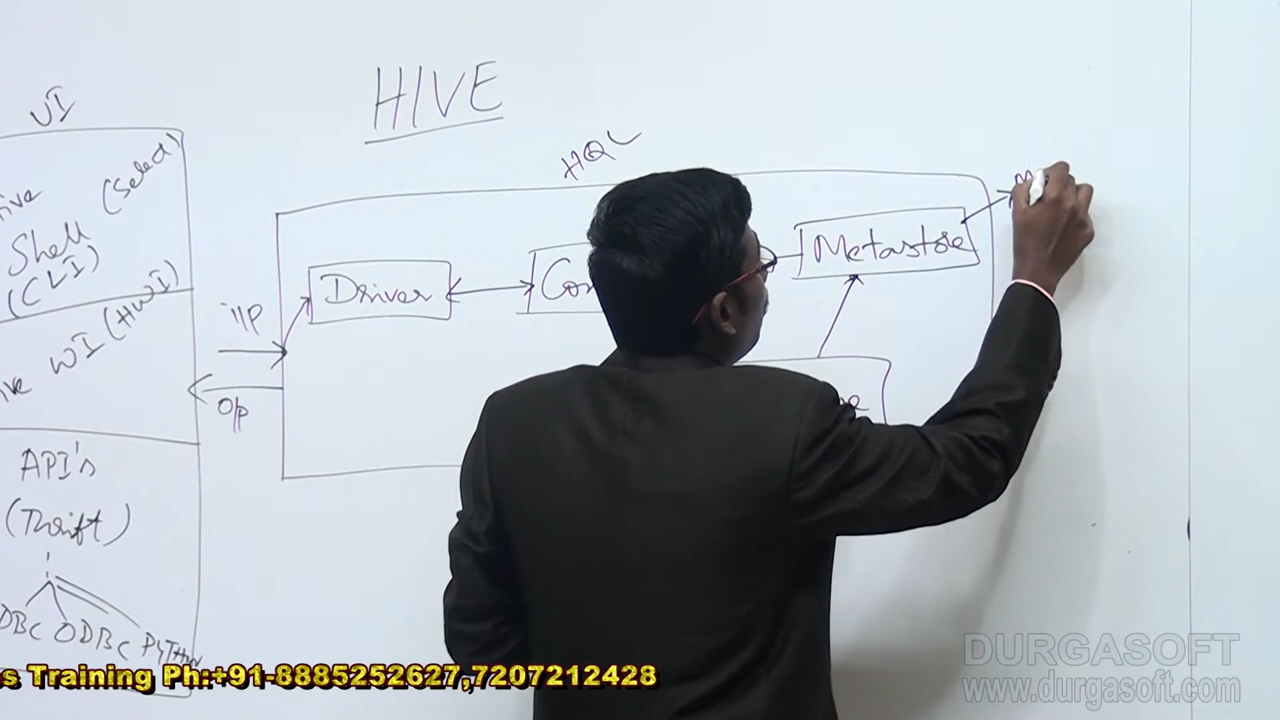 HIVE
HQL
UI
Shell (Select)
(CLI)
WI (HWI)
API's
(Thrift)
ODBC PYTHON
i/p
o/p
Driver
Metastore
s Training Ph:+91-8885252627,7207212428
DURGASOFT
www.durgasoft.com